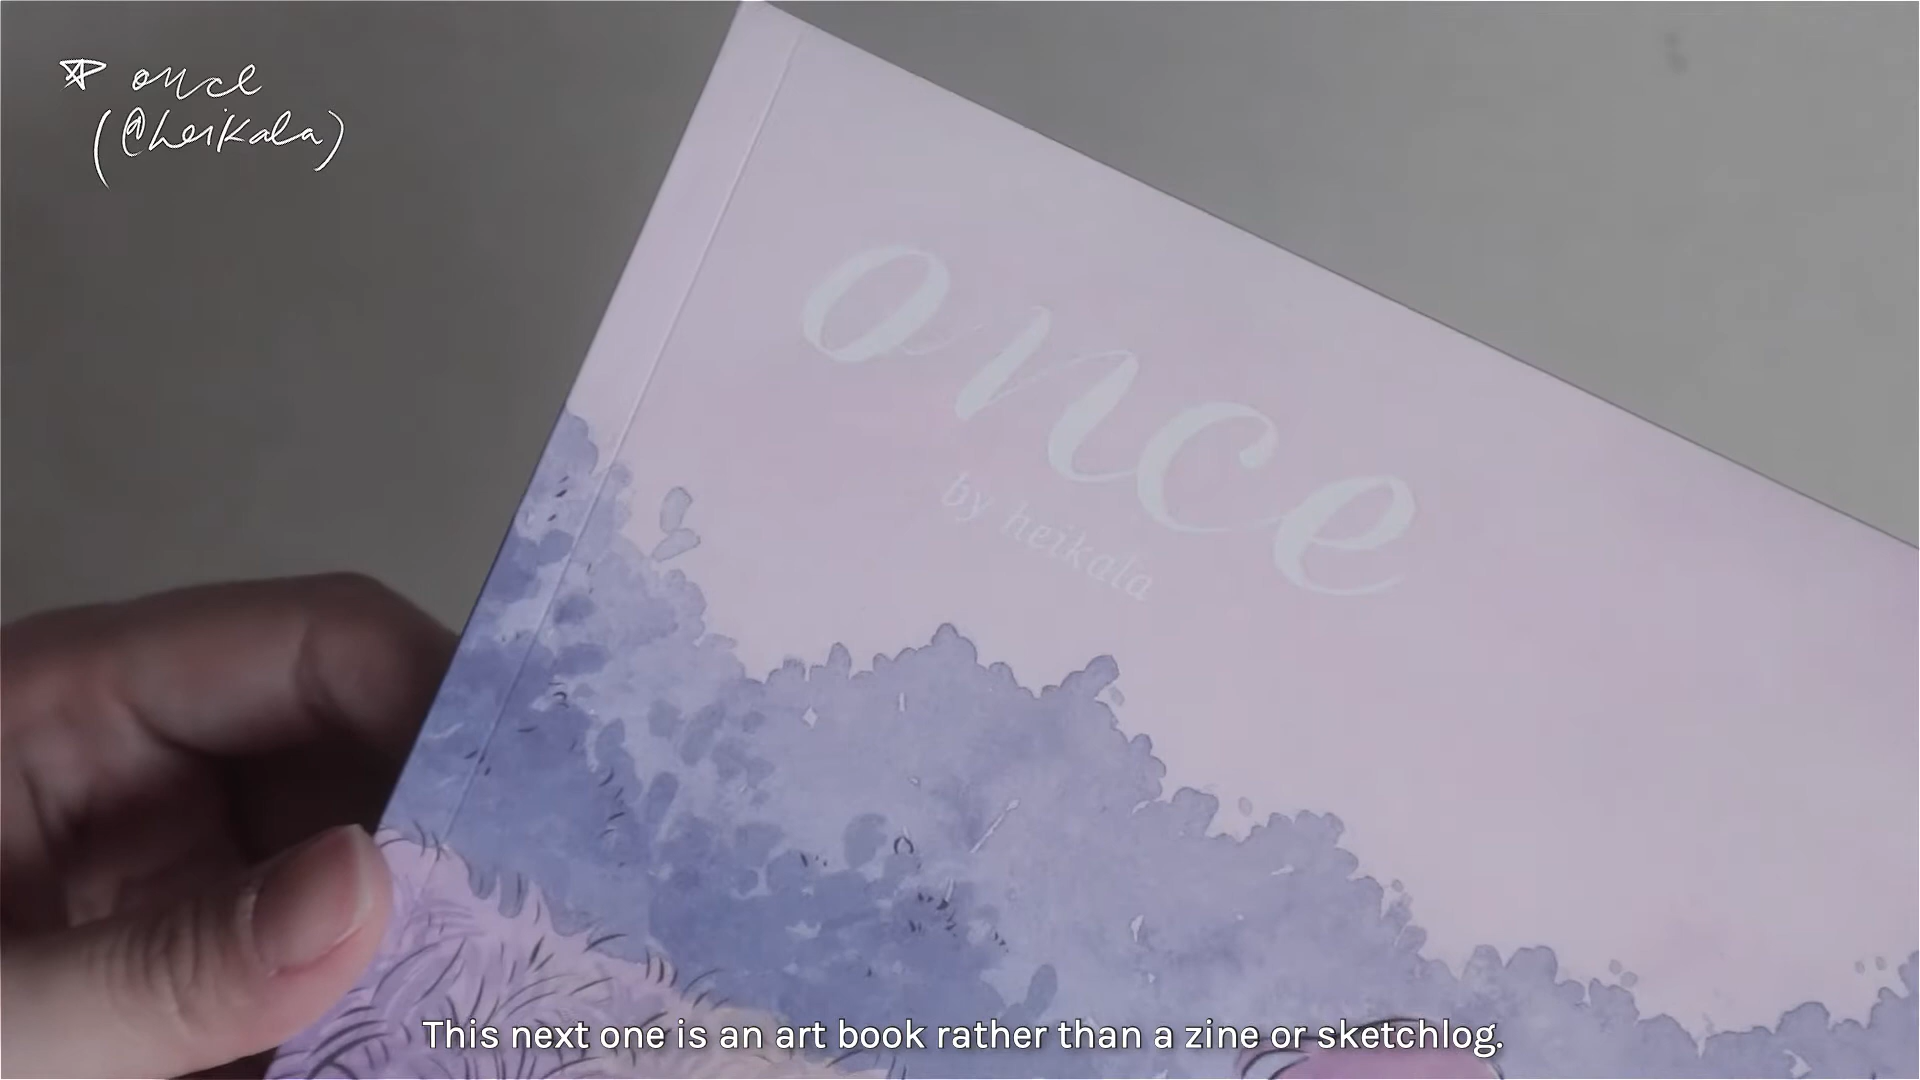 once
(@heikala)
once
by heikala
This next one is an art book rather than a zine or sketchlog.